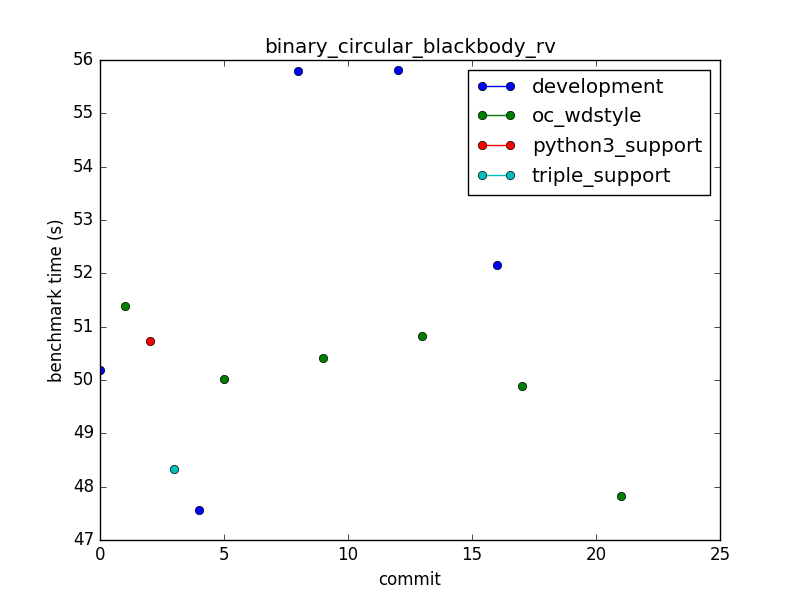 binary_circular_blackbody_rv
56
55
54
53
52
51
50
49
48
47
benchmark time (s)
development
oc_wdstyle
python3_support
triple_support
0
5
10
15
20
25
commit